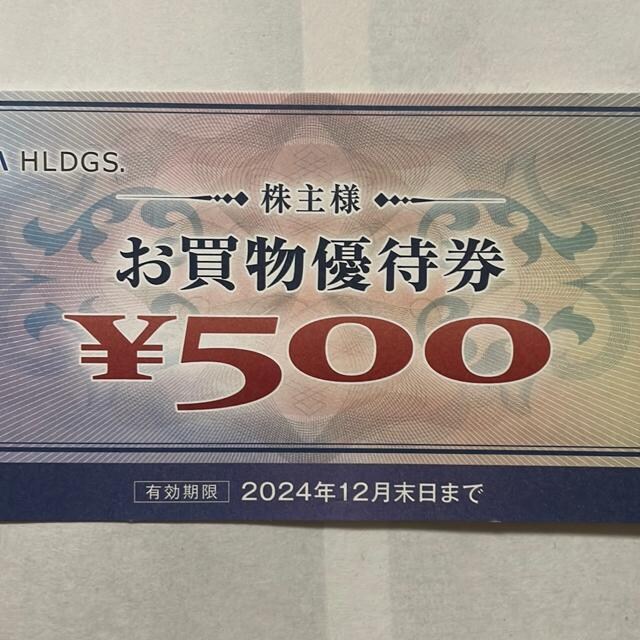 HLDGS.
株主様
お買物優待券
¥500
有効期限 2024年12月末日まで